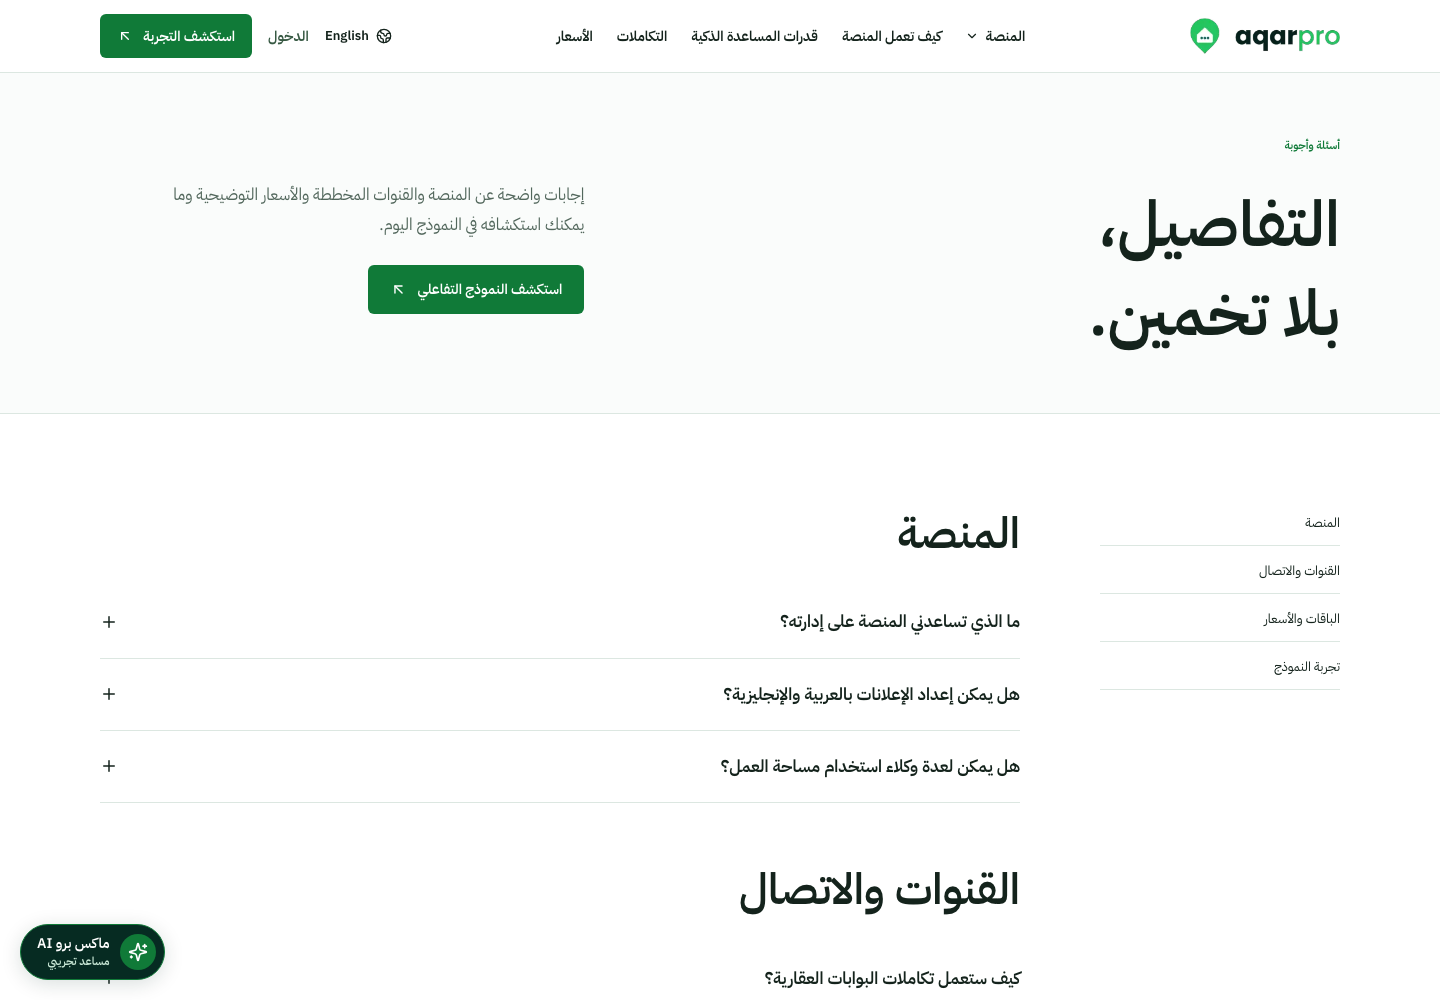 aqarpro
المنصة
كيف تعمل المنصة
قدرات المساعدة الذكية
التكاملات
الأسعار
English
الدخول
استكشف التجربة
أسئلة وأجوبة
التفاصيل،
بلا تخمين.
إجابات واضحة عن المنصة والقنوات المخططة والأسعار التوضيحية وما
يمكنك استكشافه في النموذج اليوم.
استكشف النموذج التفاعلي
المنصة
القنوات والاتصال
الباقات والأسعار
تجربة النموذج
المنصة
ما الذي تساعدني المنصة على إدارته؟
هل يمكن إعداد الإعلانات بالعربية والإنجليزية؟
هل يمكن لعدة وكلاء استخدام مساحة العمل؟
القنوات والاتصال
كيف ستعمل تكاملات البوابات العقارية؟
ماكس برو AI
مساعد تجريبي